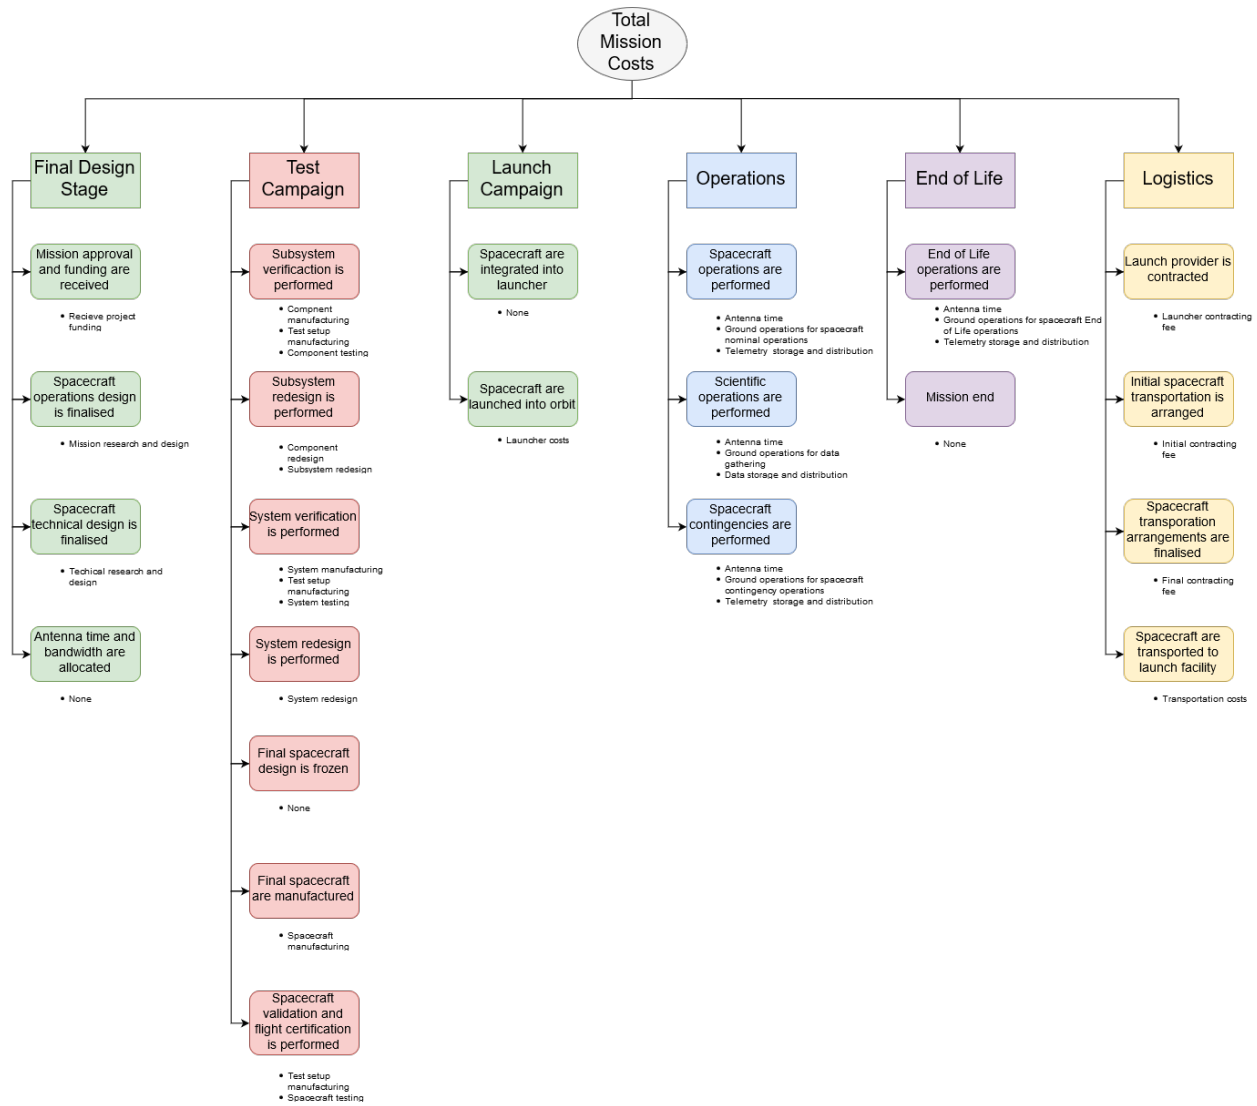 Total
Mission
Costs
Final Design
Stage
Mission approval
and funding are
received
Recieve project
funding
Spacecraft
operations design
is finalised
Mission research and design
Spacecraft
technical design is
finalised
Techical research and
design
Antenna time and
bandwidth are
allocated
None
Test
Campaign
Subsystem
verificaction is
performed
Compnent
manufacturing
Test setup
manufacturing
Component testing
Subsystem
redesign is
performed
Component
redesign
Subsystem redesign
System verification
is performed
System manufacturing
Test setup
manufacturing
System testing
System redesign
is performed
System redesign
Final spacecraft
design is frozen
None
Final spacecraft
are manufactured
Spacecraft
manufacturing
Spacecraft
validation and
flight certification
is performed
Test setup
manufacturing
Spacecraft testing
Launch
Campaign
Spacecraft are
integrated into
launcher
None
Spacecraft are
launched into orbit
Launcher costs
Operations
Spacecraft
operations are
performed
Antenna time
Ground operations for spacecraft
nominal operations
Telemetry storage and distribution
Scientific
operations are
performed
Antenna time
Ground operations for data
gathering
Data storage and distribution
Spacecraft
contingencies are
performed
Antenna time
Ground operations for spacecraft
contingency operations
Telemetry storage and distribution
End of Life
End of Life
operations are
performed
Antenna time
Ground operations for spacecraft End
of Life operations
Telemetry storage and distribution
Mission end
None
Logistics
Launch provider is
contracted
Launcher contracting
fee
Initial spacecraft
transportation is
arranged
Initial contracting
fee
Spacecraft
transporation
arrangements are
finalised
Final contracting
fee
Spacecraft are
transported to
launch facility
Transportation costs